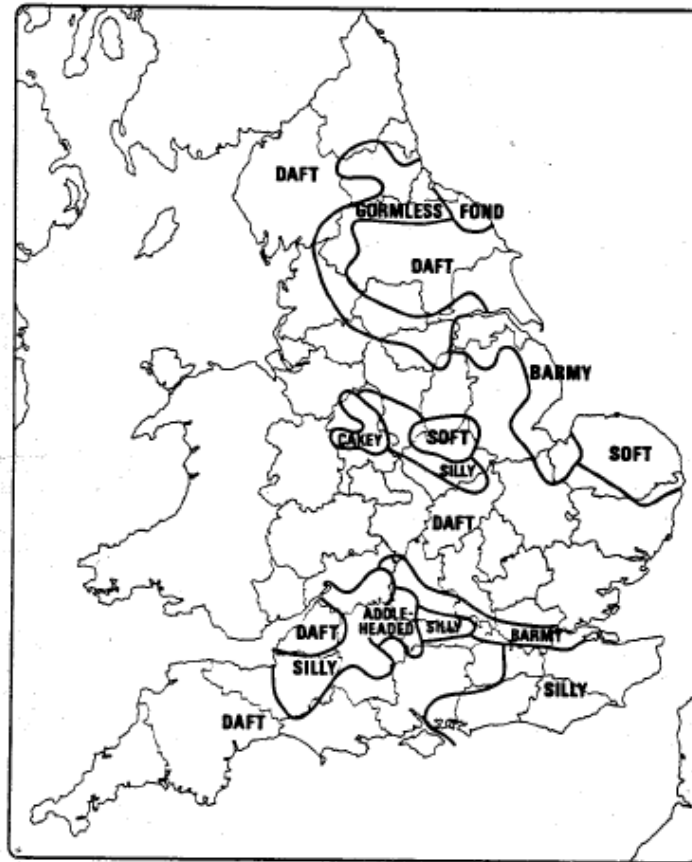 DAFT
GORMLESS
FOND
DAFT
BARMY
CAKEY
SOFT
SOFT
SILLY
DAFT
ADDLE-
HEADED
SILLY
DAFT
BARMY
SILLY
SILLY
DAFT